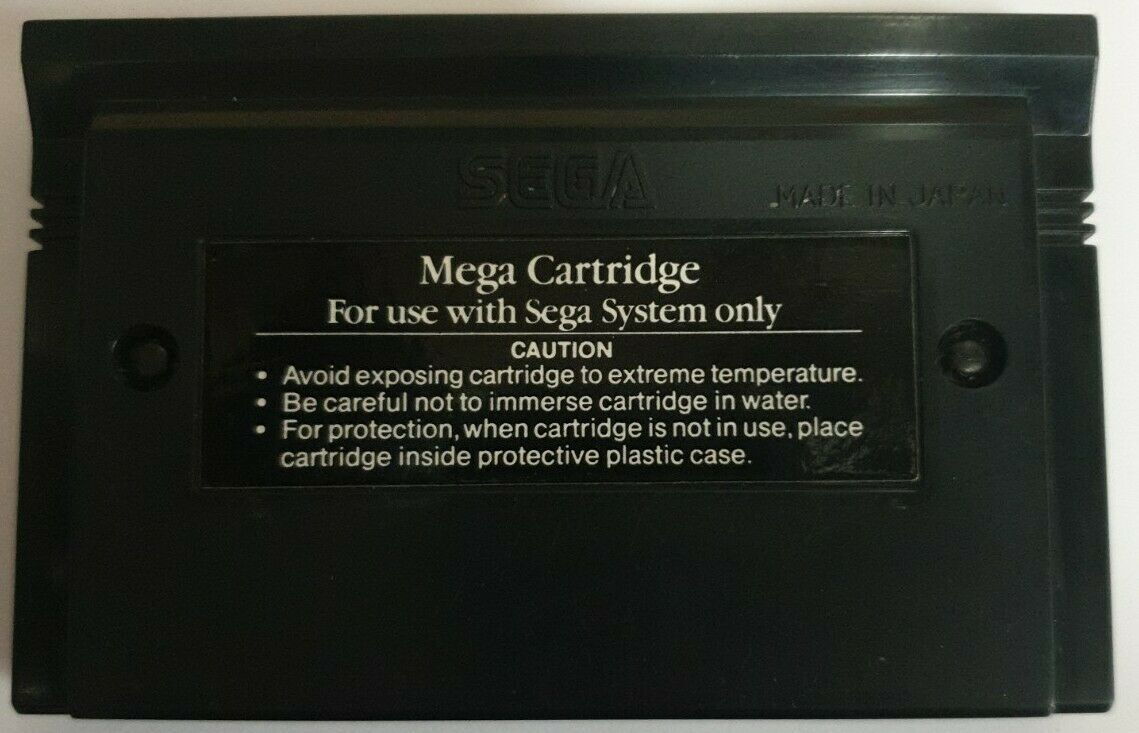 SEGA
MADE IN JAPAN
Mega Cartridge
For use with Sega System only
CAUTION
• Avoid exposing cartridge to extreme temperature.
• Be careful not to immerse cartridge in water.
• For protection, when cartridge is not in use, place
cartridge inside protective plastic case.